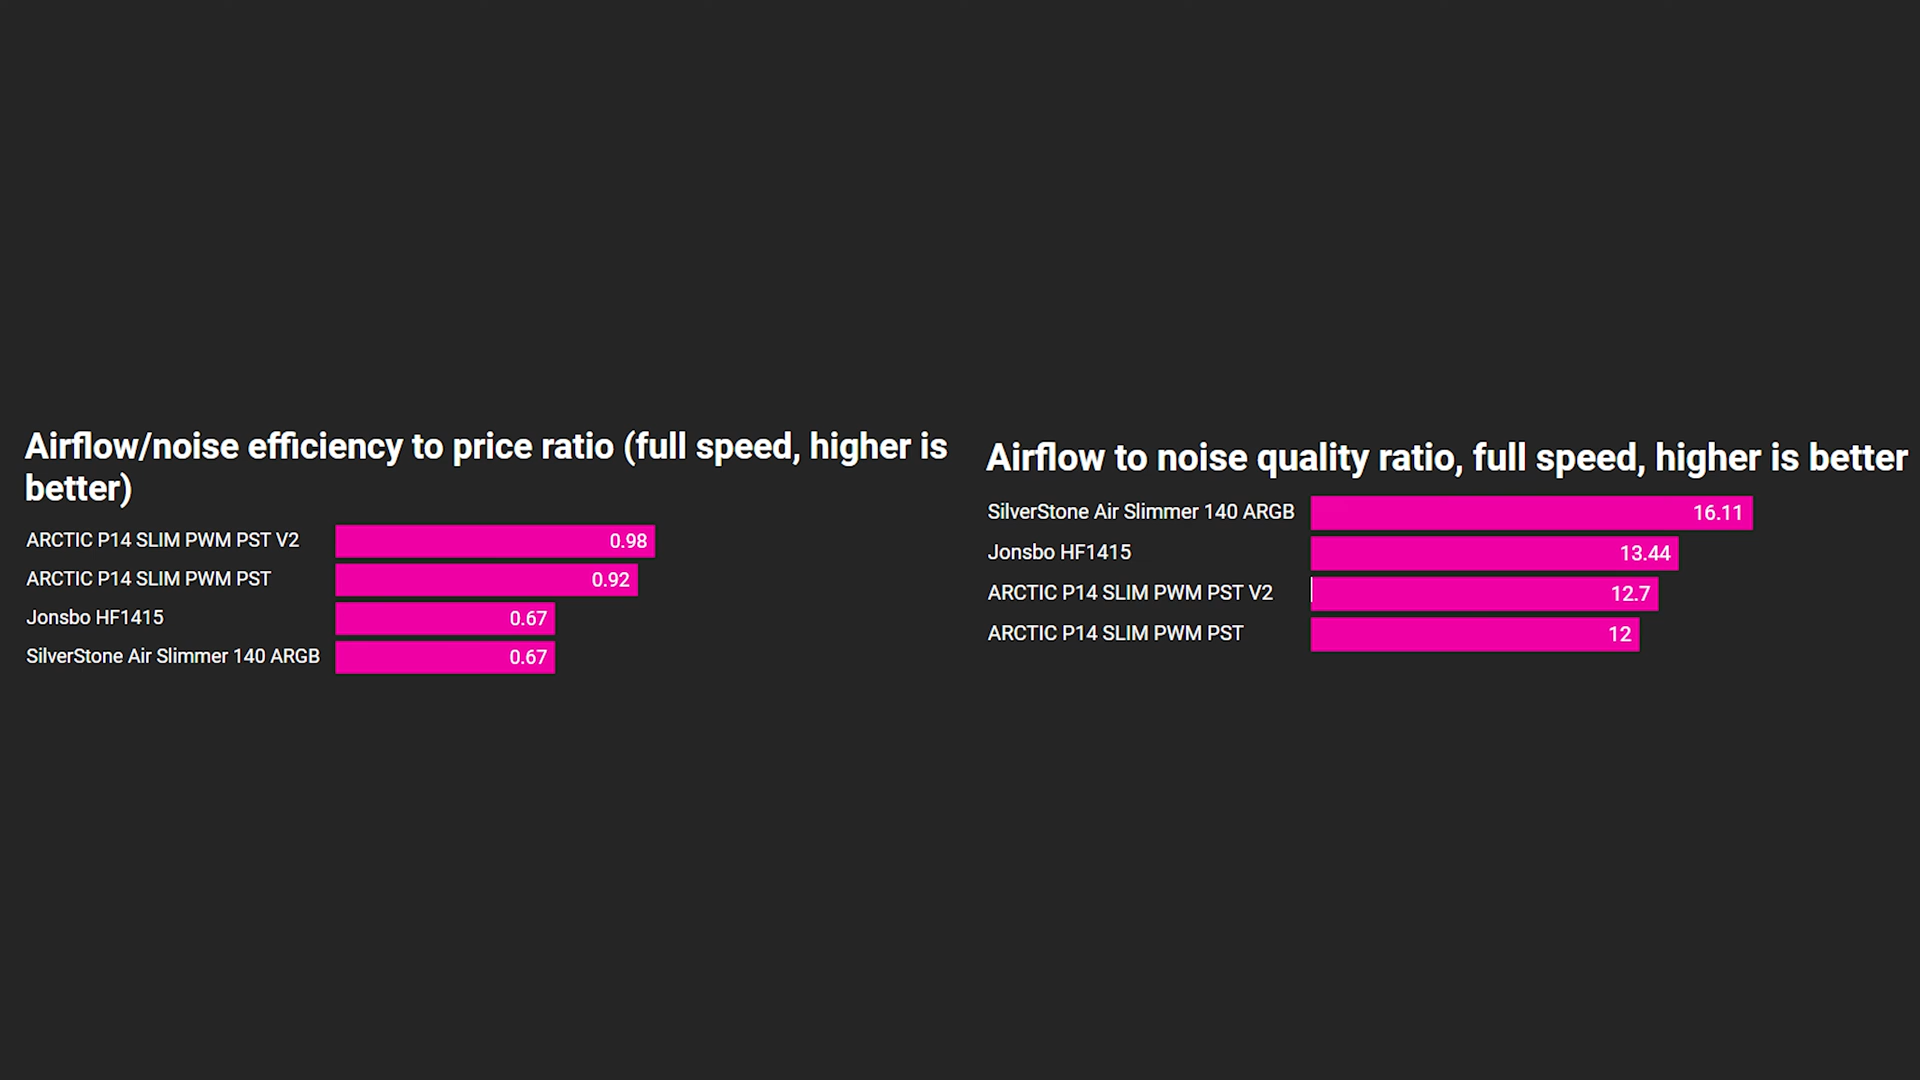 Airflow/noise efficiency to price ratio (full speed, higher is
better)
ARCTIC P14 SLIM PWM PST V2 0.98
ARCTIC P14 SLIM PWM PST 0.92
Jonsbo HF1415 0.67
SilverStone Air Slimmer 140 ARGB 0.67
Airflow to noise quality ratio, full speed, higher is better
SilverStone Air Slimmer 140 ARGB 16.11
Jonsbo HF1415 13.44
ARCTIC P14 SLIM PWM PST V2 12.7
ARCTIC P14 SLIM PWM PST 12